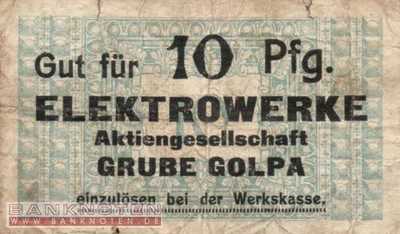 Gut für 10 Pfg.
ELEKTROWERKE
Aktiengesellschaft
GRUBE GOLPA
einzulösen bei der Werkskasse.
BANKNOTEN
WWW.BANKNOTEN.DE